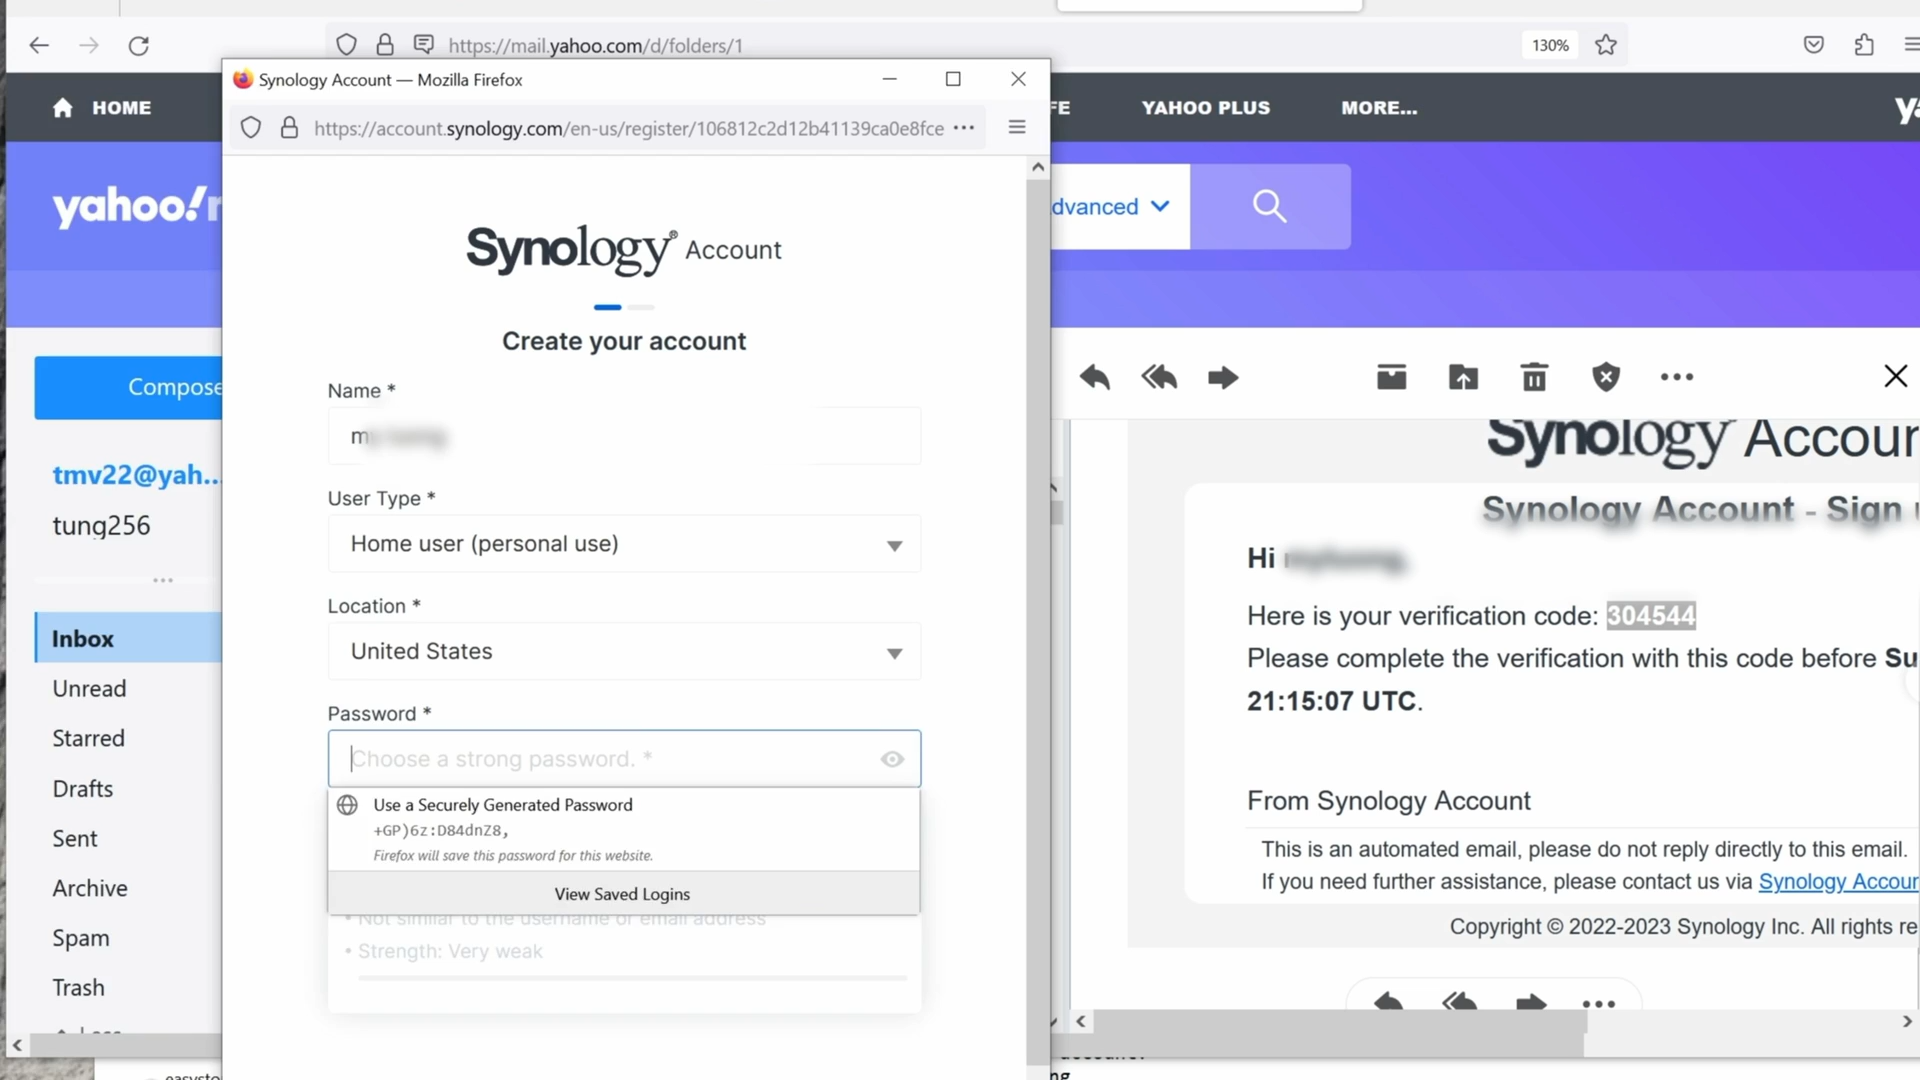 https://mail.yahoo.com/d/folders/1
130%
Synology Account — Mozilla Firefox
https://account.synology.com/en-us/register/106812c2d12b41139ca0e8fce
HOME
YAHOO PLUS
MORE...
yahoo!
Advanced
Synology® Account
Create your account
Compose
Name *
User Type *
Home user (personal use)
Location *
United States
Password *
Choose a strong password. *
Use a Securely Generated Password
+GP)6z:D84dnZ8,
Firefox will save this password for this website.
View Saved Logins
• Not similar to the username or email address
• Strength: Very weak
tmv22@yah...
tung256
Inbox
Unread
Starred
Drafts
Sent
Archive
Spam
Trash
Synology Accoun
Synology Account - Sign
Hi
Here is your verification code: 304544
Please complete the verification with this code before Su
21:15:07 UTC.
From Synology Account
This is an automated email, please do not reply directly to this email.
If you need further assistance, please contact us via Synology Accoun
Copyright © 2022-2023 Synology Inc. All rights re